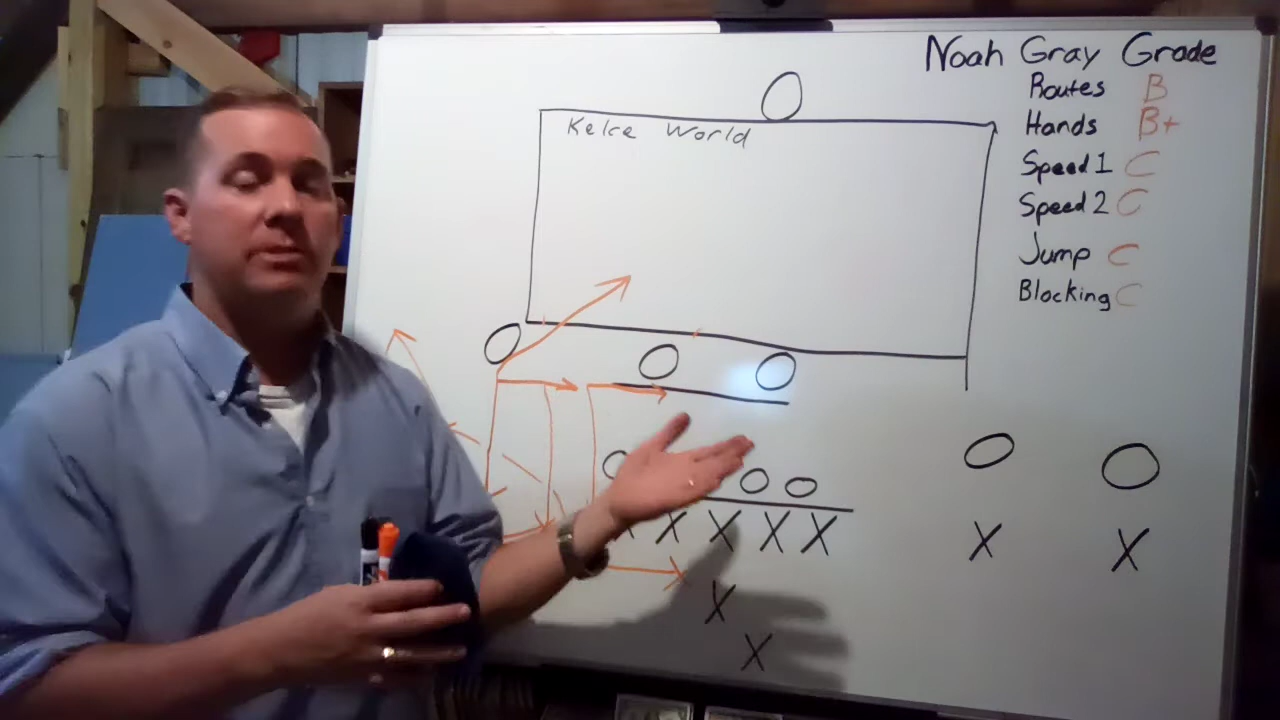 Noah Gray Grade
Routes B
Hands B+
Speed 1 C
Speed 2 C
Jump C
Blocking C
Kelce World